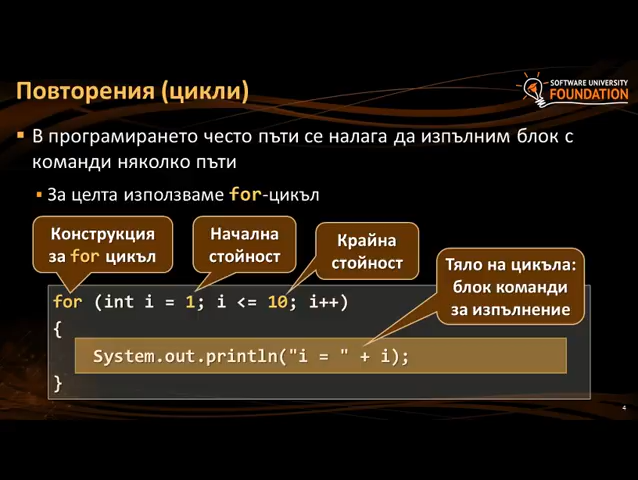 Повторения (цикли)
SOFTWARE UNIVERSITY
FOUNDATION
В програмирането често пъти се налага да изпълним блок с
команди няколко пъти
За целта използваме for-цикъл
Конструкция
за for цикъл
Начална
стойност
Крайна
стойност
Тяло на цикъла:
блок команди
за изпълнение
for (int i = 1; i <= 10; i++)
{
System.out.println("i = " + i);
}
4